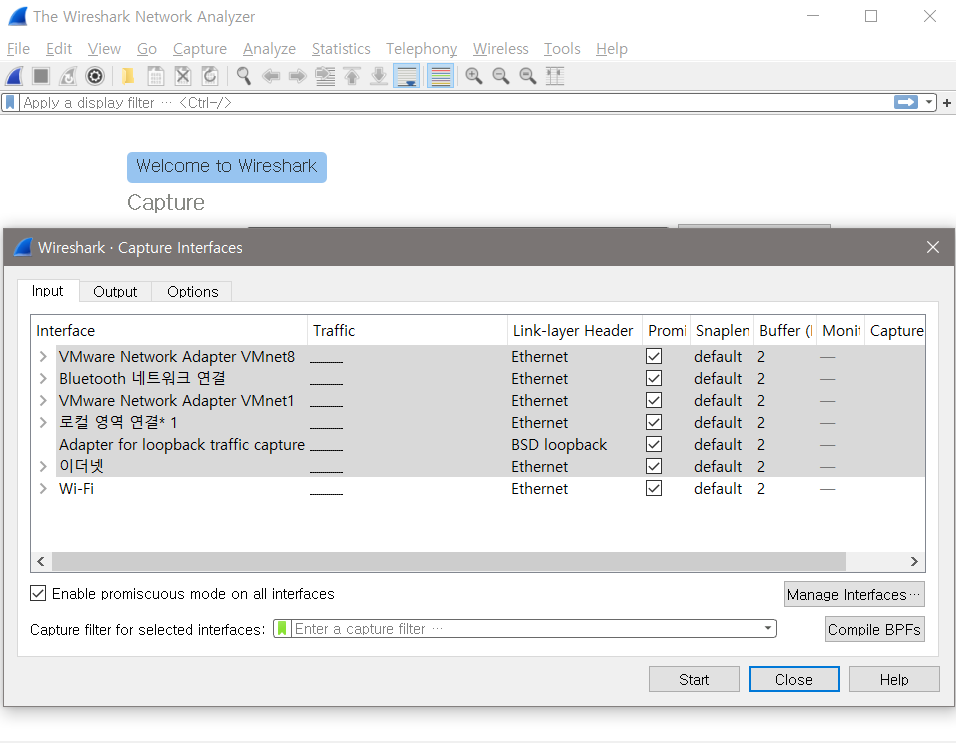 The Wireshark Network Analyzer
File Edit View Go Capture Analyze Statistics Telephony Wireless Tools Help
Apply a display filter ··· <Ctrl-/>
Welcome to Wireshark
Capture
Wireshark · Capture Interfaces
Input Output Options
Interface Traffic Link-layer Header Promi Snaplen Buffer ( Monit Capture
VMware Network Adapter VMnet8 Ethernet default 2 —
Bluetooth 네트워크 연결 Ethernet default 2 —
VMware Network Adapter VMnet1 Ethernet default 2 —
로컬 영역 연결* 1 Ethernet default 2 —
Adapter for loopback traffic capture BSD loopback default 2 —
이더넷 Ethernet default 2 —
Wi-Fi Ethernet default 2 —
Enable promiscuous mode on all interfaces
Manage Interfaces···
Capture filter for selected interfaces: Enter a capture filter ···
Compile BPFs
Start Close Help